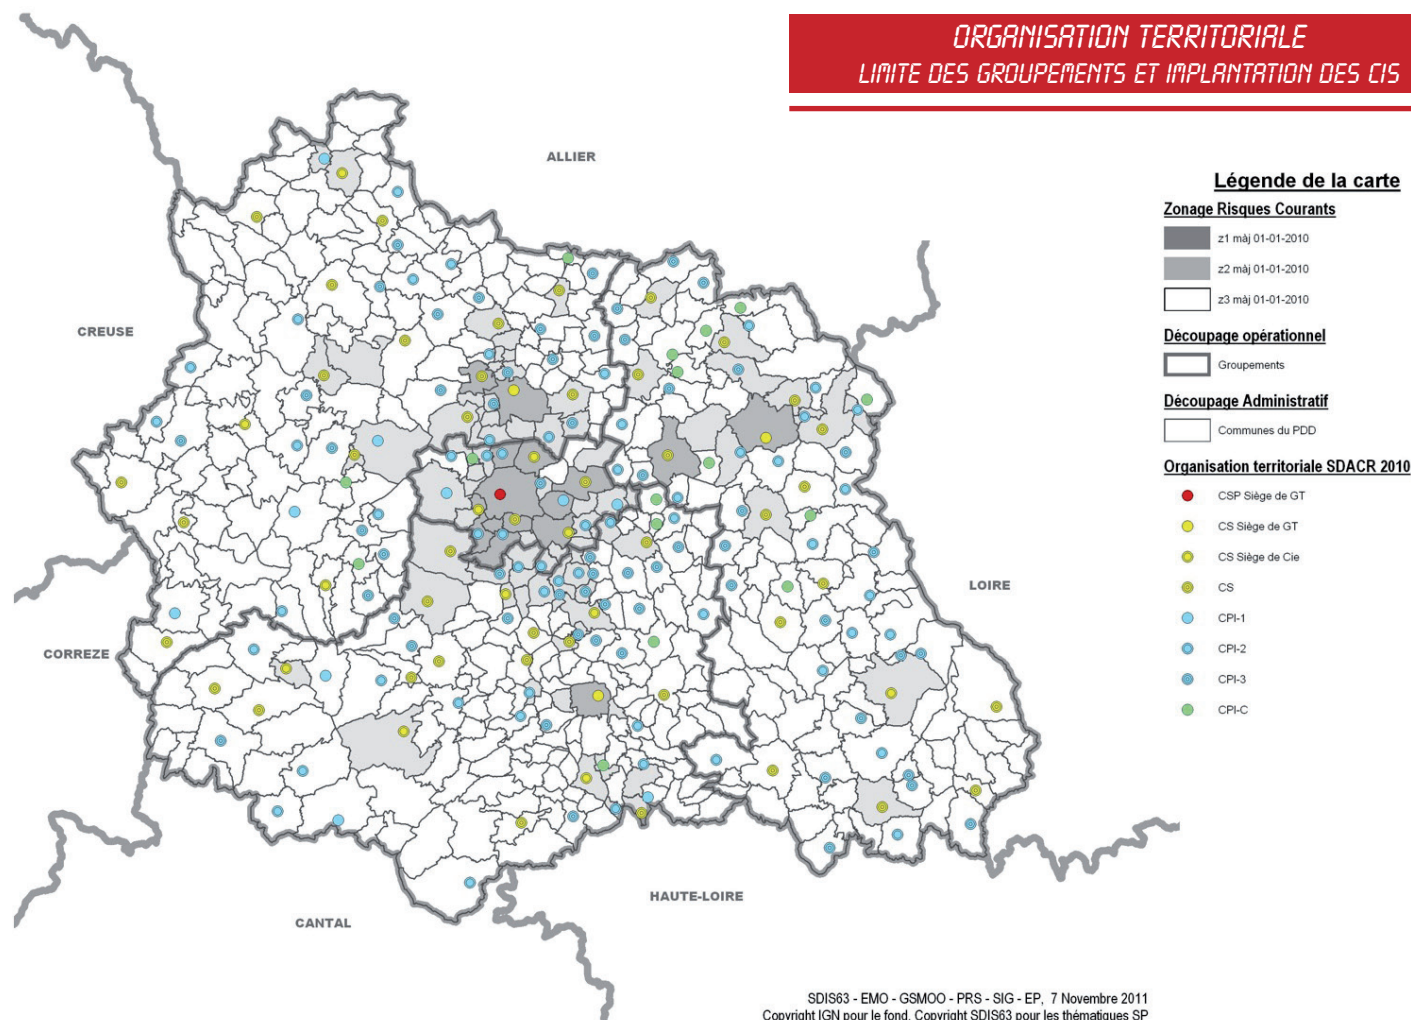 ORGANISATION TERRITORIALE
LIMITE DES GROUPEMENTS ET IMPLANTATION DES CIS
ALLIER
CREUSE
CORREZE
CANTAL
HAUTE-LOIRE
LOIRE
Légende de la carte
Zonage Risques Courants
z1 màj 01-01-2010
z2 màj 01-01-2010
z3 màj 01-01-2010
Découpage opérationnel
Groupements
Découpage Administratif
Communes du PDD
Organisation territoriale SDACR 2010
CSP Siège de GT
CS Siège de GT
CS Siège de Cie
CS
CPI-1
CPI-2
CPI-3
CPI-C
SDIS63 - EMO - GSMOO - PRS - SIG - EP, 7 Novembre 2011
Copyright IGN pour le fond, Copyright SDIS63 pour les thématiques SP